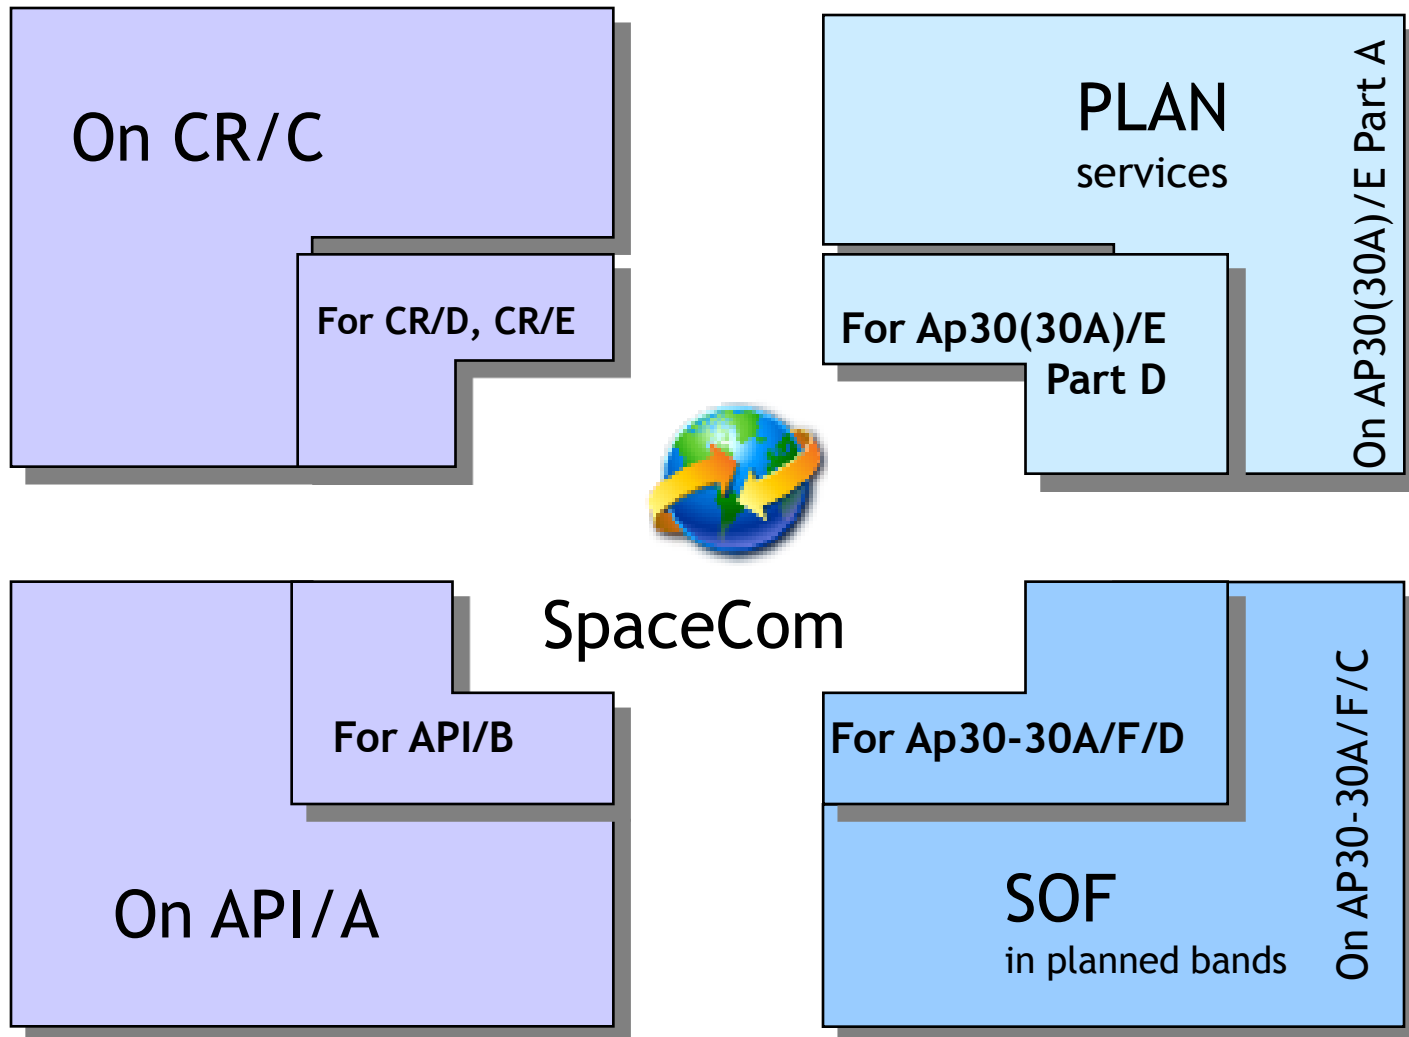 On CR/C
For CR/D, CR/E
PLAN
services
On AP30(30A)/E Part A
For Ap30(30A)/E
Part D
SpaceCom
For API/B
On API/A
For Ap30-30A/F/D
SOF
in planned bands
On AP30-30A/F/C